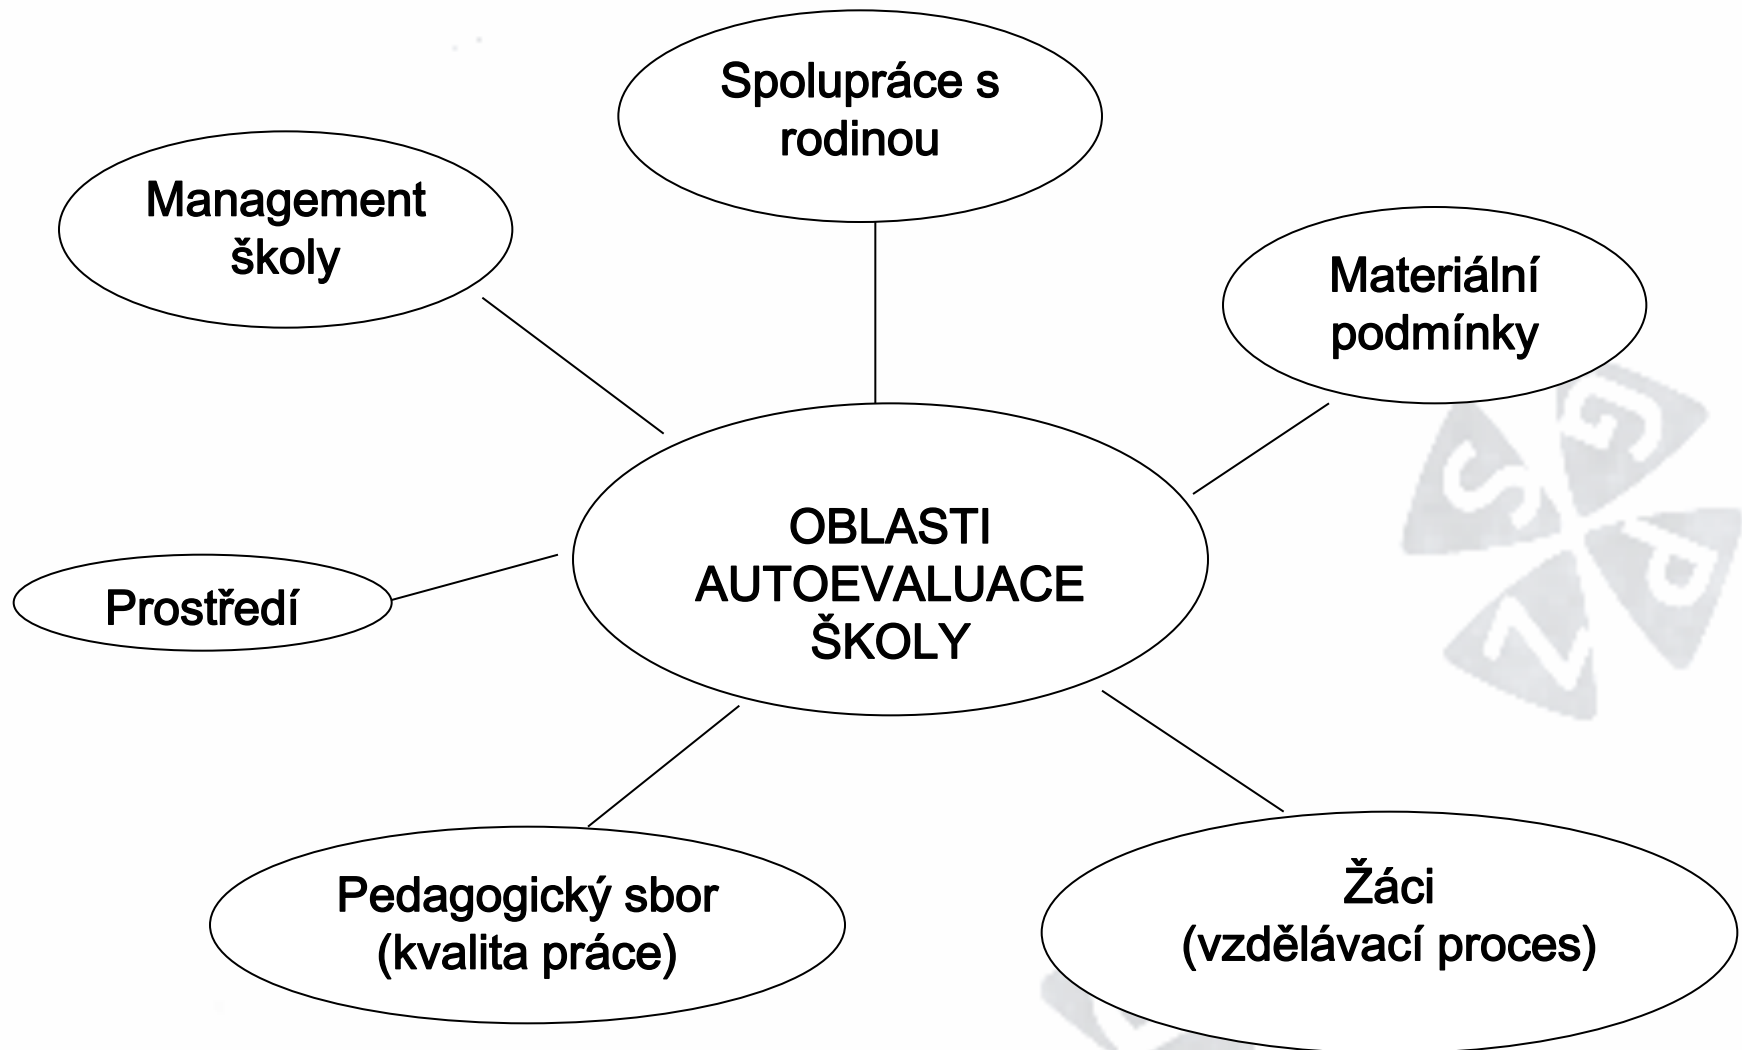 Spolupráce s
rodinou
Management
školy
Materiální
podmínky
OBLASTI
AUTOEVALUACE
ŠKOLY
Prostředí
Pedagogický sbor
(kvalita práce)
Žáci
(vzdělávací proces)
G
S
P
Z